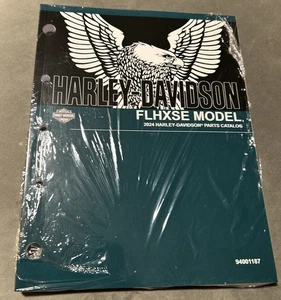 HARLEY-DAVIDSON
FLHXSE MODEL
2024 HARLEY-DAVIDSON® PARTS CATALOG
94001187